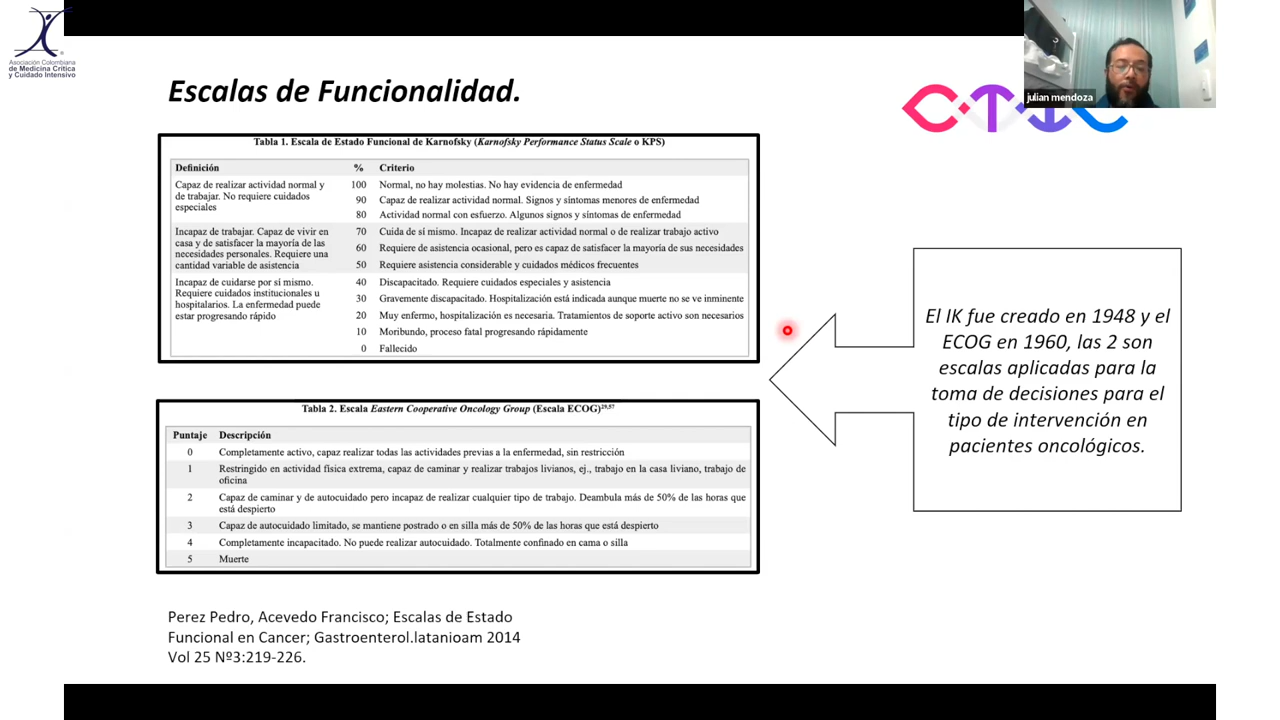 Asociación Colombiana
de Medicina Crítica
y Cuidado Intensivo
Escalas de Funcionalidad.
CTIC
julian mendoza
Tabla 1. Escala de Estado Funcional de Karnofsky (Karnofsky Performance Status Scale o KPS)
Definición % Criterio
Capaz de realizar actividad normal y
de trabajar. No requiere cuidados
especiales
100 Normal, no hay molestias. No hay evidencia de enfermedad
90 Capaz de realizar actividad normal. Signos y síntomas menores de enfermedad
80 Actividad normal con esfuerzo. Algunos signos y síntomas de enfermedad
Incapaz de trabajar. Capaz de vivir en
casa y de satisfacer la mayoría de las
necesidades personales. Requiere una
cantidad variable de asistencia
70 Cuida de sí mismo. Incapaz de realizar actividad normal o de realizar trabajo activo
60 Requiere de asistencia ocasional, pero es capaz de satisfacer la mayoría de sus necesidades
50 Requiere asistencia considerable y cuidados médicos frecuentes
Incapaz de cuidarse por sí mismo.
Requiere cuidados institucionales u
hospitalarios. La enfermedad puede
estar progresando rápido
40 Discapacitado. Requiere cuidados especiales y asistencia
30 Gravemente discapacitado. Hospitalización está indicada aunque muerte no se ve inminente
20 Muy enfermo, hospitalización es necesaria. Tratamientos de soporte activo son necesarios
10 Moribundo, proceso fatal progresando rápidamente
0 Fallecido
Tabla 2. Escala Eastern Cooperative Oncology Group (Escala ECOG)29,57
Puntaje Descripción
0 Completamente activo, capaz realizar todas las actividades previas a la enfermedad, sin restricción
1 Restringido en actividad física extrema, capaz de caminar y realizar trabajos livianos, ej., trabajo en la casa liviano, trabajo de
oficina
2 Capaz de caminar y de autocuidado pero incapaz de realizar cualquier tipo de trabajo. Deambula más de 50% de las horas que
está despierto
3 Capaz de autocuidado limitado, se mantiene postrado o en silla más de 50% de las horas que está despierto
4 Completamente incapacitado. No puede realizar autocuidado. Totalmente confinado en cama o silla
5 Muerte
El IK fue creado en 1948 y el
ECOG en 1960, las 2 son
escalas aplicadas para la
toma de decisiones para el
tipo de intervención en
pacientes oncológicos.
Perez Pedro, Acevedo Francisco; Escalas de Estado
Funcional en Cancer; Gastroenterol.latanioam 2014
Vol 25 Nº3:219-226.